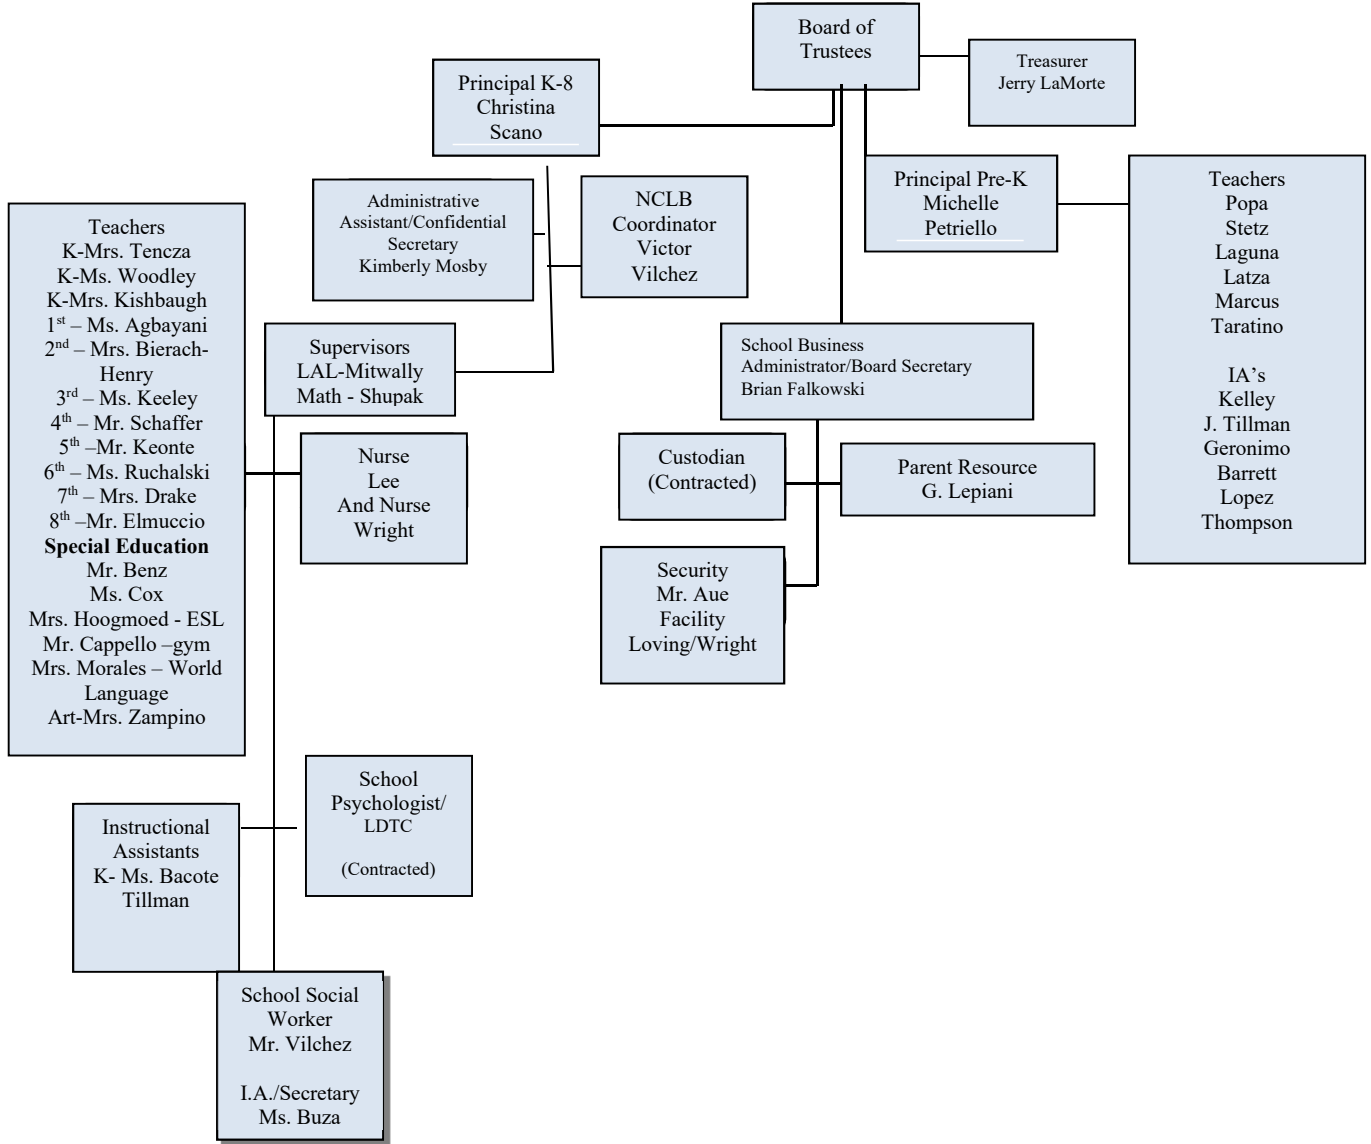 Board of
Trustees
Treasurer
Jerry LaMorte
Principal K-8
Christina
Scano
Principal Pre-K
Michelle
Petriello
Teachers
Popa
Stetz
Laguna
Latza
Marcus
Taratino
IA’s
Kelley
J. Tillman
Geronimo
Barrett
Lopez
Thompson
Administrative
Assistant/Confidential
Secretary
Kimberly Mosby
NCLB
Coordinator
Victor
Vilchez
Teachers
K-Mrs. Tencza
K-Ms. Woodley
K-Mrs. Kishbaugh
1st – Ms. Agbayani
2nd – Mrs. Bierach-
Henry
3rd – Ms. Keeley
4th – Mr. Schaffer
5th –Mr. Keonte
6th – Ms. Ruchalski
7th – Mrs. Drake
8th –Mr. Elmuccio
Special Education
Mr. Benz
Ms. Cox
Mrs. Hoogmoed - ESL
Mr. Cappello –gym
Mrs. Morales – World
Language
Art-Mrs. Zampino
Supervisors
LAL-Mitwally
Math - Shupak
School Business
Administrator/Board Secretary
Brian Falkowski
Nurse
Lee
And Nurse
Wright
Custodian
(Contracted)
Parent Resource
G. Lepiani
Security
Mr. Aue
Facility
Loving/Wright
School
Psychologist/
LDTC
(Contracted)
Instructional
Assistants
K- Ms. Bacote
Tillman
School Social
Worker
Mr. Vilchez
I.A./Secretary
Ms. Buza